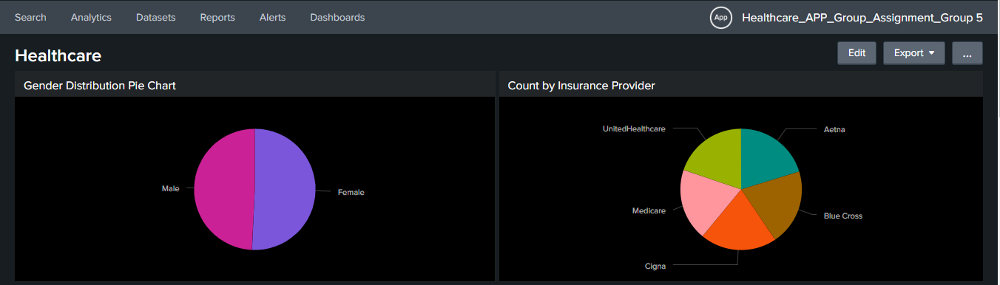 Search Analytics Datasets Reports Alerts Dashboards App Healthcare_APP_Group_Assignment_Group 5
Healthcare Edit Export ...
Gender Distribution Pie Chart
Male
Female
Count by Insurance Provider
UnitedHealthcare
Aetna
Medicare
Blue Cross
Cigna